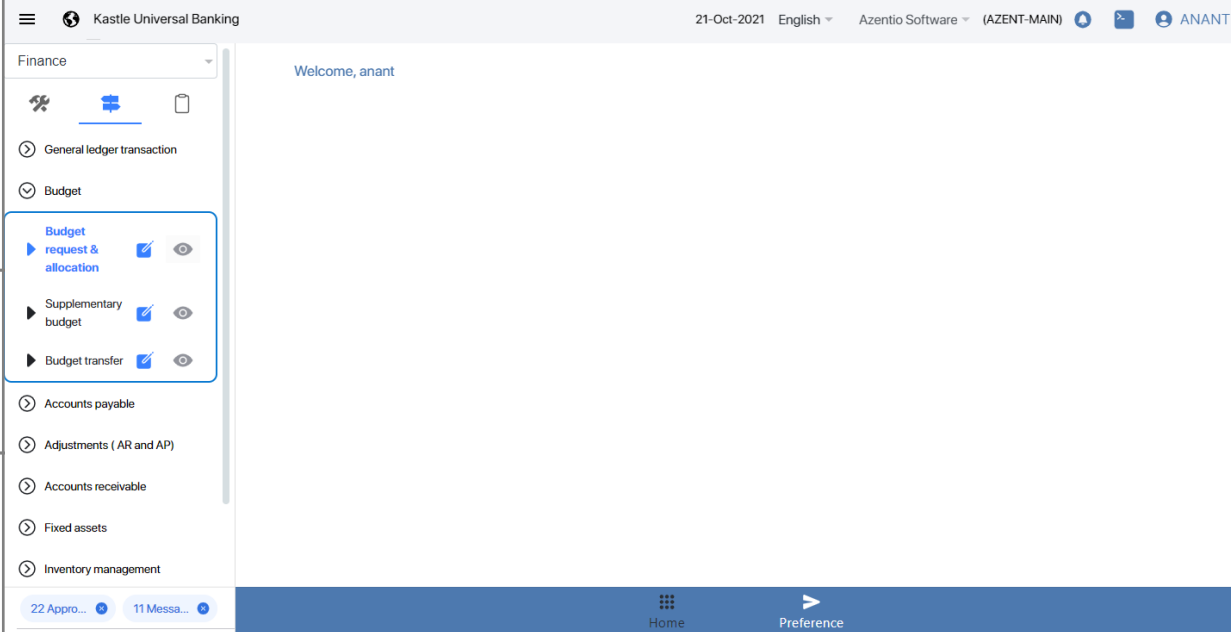 Kastle Universal Banking
21-Oct-2021 English Azentio Software (AZENT-MAIN) ANANT
Finance
Welcome, anant
General ledger transaction
Budget
Budget
request &
allocation
Supplementary
budget
Budget transfer
Accounts payable
Adjustments ( AR and AP)
Accounts receivable
Fixed assets
Inventory management
22 Appro... 11 Messa...
Home Preference